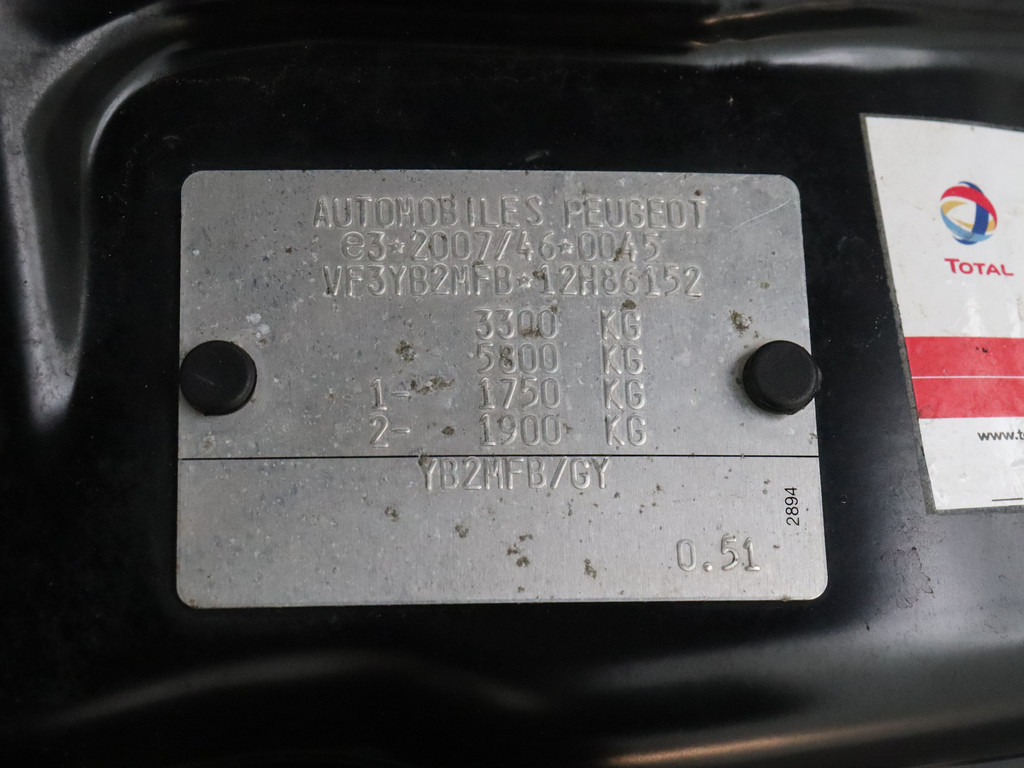 AUTOMOBILES PEUGEOT
e3*2007/46*0045
VF3YB2MFB*12H86152
3300 KG
5800 KG
1- 1750 KG
2- 1900 KG
YB2MFB/GY
2894
0.51
TOTAL
www.t